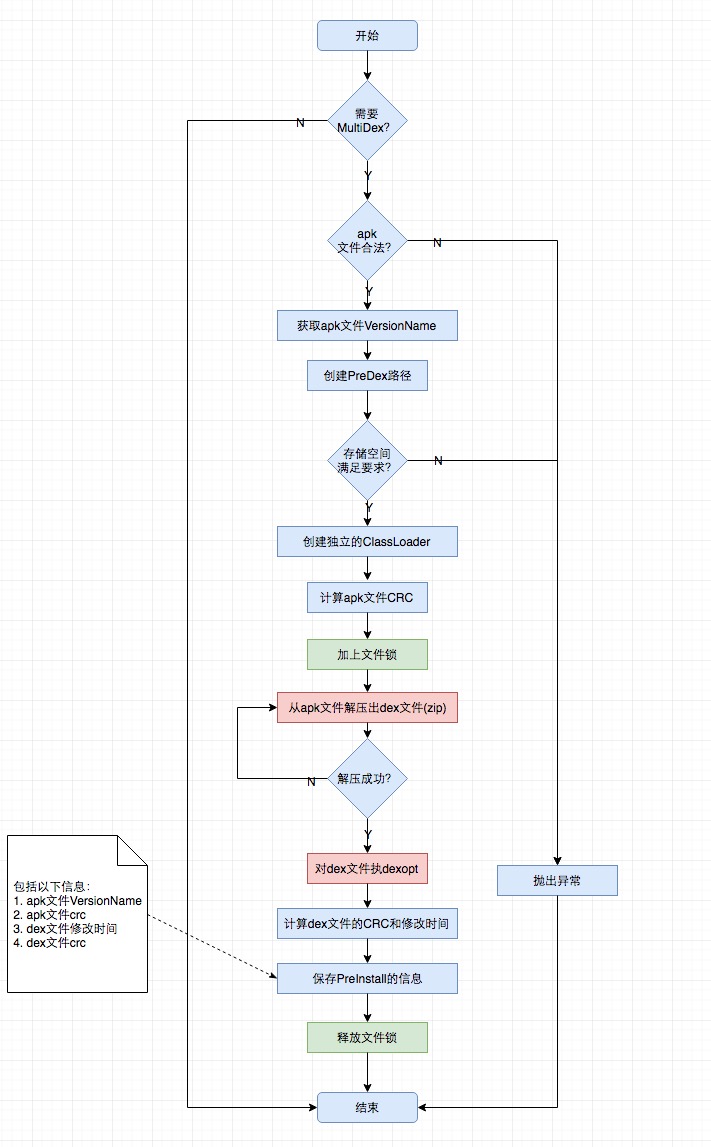 开始
需要
MultiDex?
N
Y
apk
文件合法?
N
Y
获取apk文件VersionName
创建PreDex路径
存储空间
满足要求?
N
Y
创建独立的ClassLoader
计算apk文件CRC
加上文件锁
从apk文件解压出dex文件(zip)
解压成功?
N
Y
对dex文件执dexopt
抛出异常
包括以下信息：
1. apk文件VersionName
2. apk文件crc
3. dex文件修改时间
4. dex文件crc
计算dex文件的CRC和修改时间
保存PreInstall的信息
释放文件锁
结束